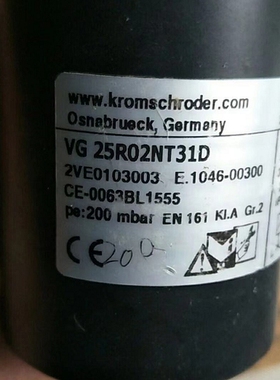 www.kromschroder.com
Osnabrueck, Germany
VG 25R02NT31D
2VE0103003 E.1046-00300
CE-0063BL1555
pe:200 mbar EN 161 Kl.A Gr.2
CE 200